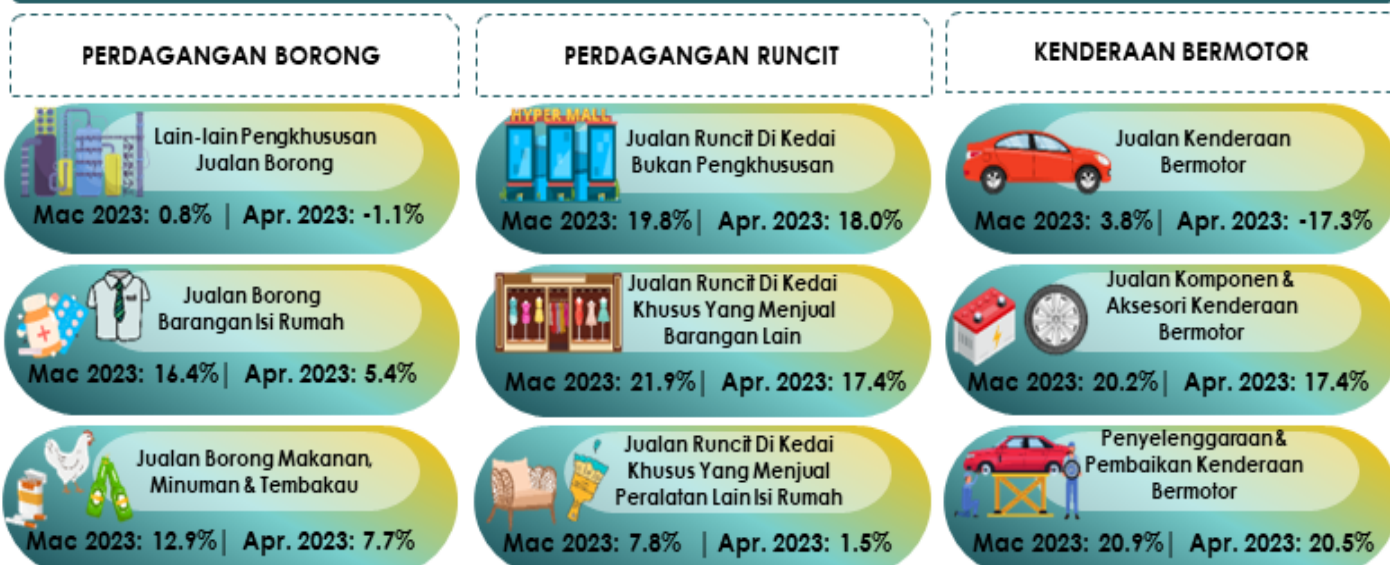 PERDAGANGAN BORONG
Lain-lain Pengkhususan
Jualan Borong
Mac 2023: 0.8% | Apr. 2023: -1.1%
Jualan Borong
Barangan Isi Rumah
Mac 2023: 16.4% | Apr. 2023: 5.4%
Jualan Borong Makanan,
Minuman & Tembakau
Mac 2023: 12.9% | Apr. 2023: 7.7%
PERDAGANGAN RUNCIT
HYPER MALL
Jualan Runcit Di Kedai
Bukan Pengkhususan
Mac 2023: 19.8% | Apr. 2023: 18.0%
Jualan Runcit Di Kedai
Khusus Yang Menjual
Barangan Lain
Mac 2023: 21.9% | Apr. 2023: 17.4%
Jualan Runcit Di Kedai
Khusus Yang Menjual
Peralatan Lain Isi Rumah
Mac 2023: 7.8% | Apr. 2023: 1.5%
KENDERAAN BERMOTOR
Jualan Kenderaan
Bermotor
Mac 2023: 3.8% | Apr. 2023: -17.3%
Jualan Komponen &
Aksesori Kenderaan
Bermotor
Mac 2023: 20.2% | Apr. 2023: 17.4%
Penyelenggaraan &
Pembaikan Kenderaan
Bermotor
Mac 2023: 20.9% | Apr. 2023: 20.5%